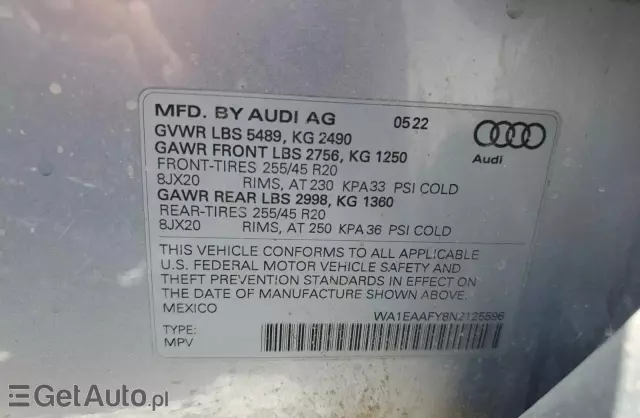 MFD. BY AUDI AG 05 22
GVWR LBS 5489, KG 2490
GAWR FRONT LBS 2756, KG 1250
FRONT-TIRES 255/45 R20
8JX20 RIMS, AT 230 KPA33 PSI COLD
GAWR REAR LBS 2998, KG 1360
REAR-TIRES 255/45 R20
8JX20 RIMS, AT 250 KPA36 PSI COLD
Audi
THIS VEHICLE CONFORMS TO ALL APPLICABLE
U.S. FEDERAL MOTOR VEHICLE SAFETY AND
THEFT PREVENTION STANDARDS IN EFFECT ON
THE DATE OF MANUFACTURE SHOWN ABOVE.
MEXICO WA1EAAFY8N2125596
TYPE:
MPV
GetAuto.pl